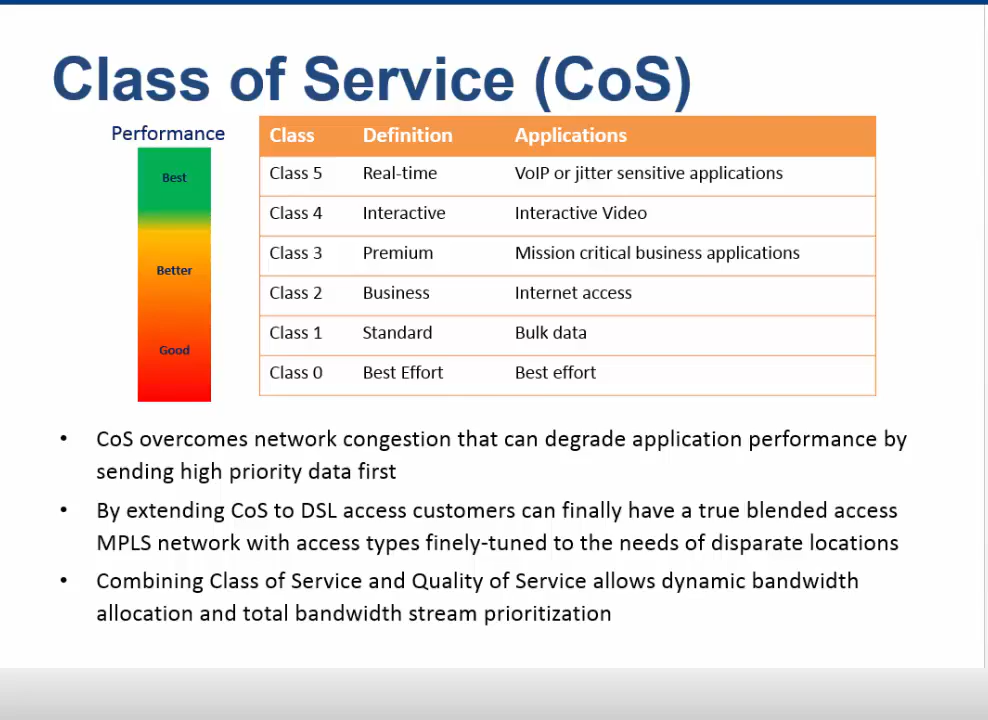 Class of Service (CoS)
Performance
Best
Better
Good
Class Definition Applications
Class 5 Real-time VoIP or jitter sensitive applications
Class 4 Interactive Interactive Video
Class 3 Premium Mission critical business applications
Class 2 Business Internet access
Class 1 Standard Bulk data
Class 0 Best Effort Best effort
• CoS overcomes network congestion that can degrade application performance by
sending high priority data first
• By extending CoS to DSL access customers can finally have a true blended access
MPLS network with access types finely-tuned to the needs of disparate locations
• Combining Class of Service and Quality of Service allows dynamic bandwidth
allocation and total bandwidth stream prioritization